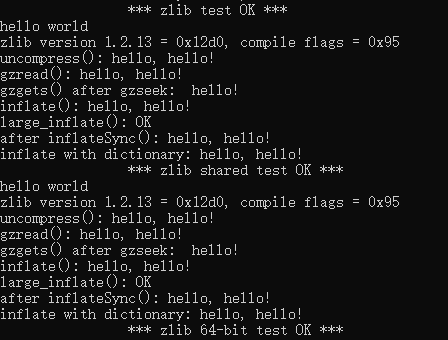 *** zlib test OK ***
hello world
zlib version 1.2.13 = 0x12d0, compile flags = 0x95
uncompress(): hello, hello!
gzread(): hello, hello!
gzgets() after gzseek:  hello!
inflate(): hello, hello!
large_inflate(): OK
after inflateSync(): hello, hello!
inflate with dictionary: hello, hello!
*** zlib shared test OK ***
hello world
zlib version 1.2.13 = 0x12d0, compile flags = 0x95
uncompress(): hello, hello!
gzread(): hello, hello!
gzgets() after gzseek:  hello!
inflate(): hello, hello!
large_inflate(): OK
after inflateSync(): hello, hello!
inflate with dictionary: hello, hello!
*** zlib 64-bit test OK ***